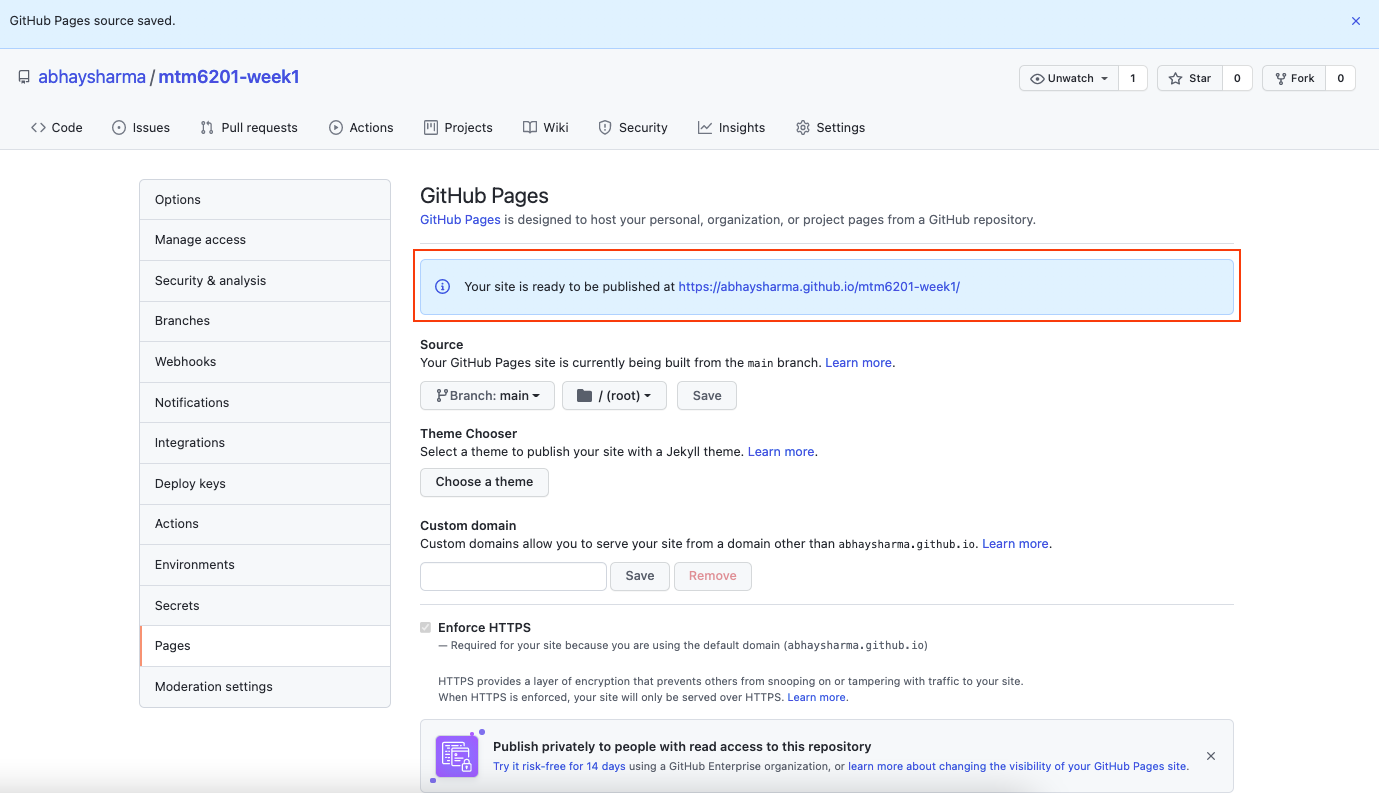 GitHub Pages source saved.
abhaysharma / mtm6201-week1
Unwatch 1 Star 0 Fork 0
Code Issues Pull requests Actions Projects Wiki Security Insights Settings
Options
Manage access
Security & analysis
Branches
Webhooks
Notifications
Integrations
Deploy keys
Actions
Environments
Secrets
Pages
Moderation settings
GitHub Pages
GitHub Pages is designed to host your personal, organization, or project pages from a GitHub repository.
Your site is ready to be published at https://abhaysharma.github.io/mtm6201-week1/
Source
Your GitHub Pages site is currently being built from the main branch. Learn more.
Branch: main / (root) Save
Theme Chooser
Select a theme to publish your site with a Jekyll theme. Learn more.
Choose a theme
Custom domain
Custom domains allow you to serve your site from a domain other than abhaysharma.github.io. Learn more.
Save Remove
Enforce HTTPS
— Required for your site because you are using the default domain (abhaysharma.github.io)
HTTPS provides a layer of encryption that prevents others from snooping on or tampering with traffic to your site.
When HTTPS is enforced, your site will only be served over HTTPS. Learn more.
Publish privately to people with read access to this repository
Try it risk-free for 14 days using a GitHub Enterprise organization, or learn more about changing the visibility of your GitHub Pages site.